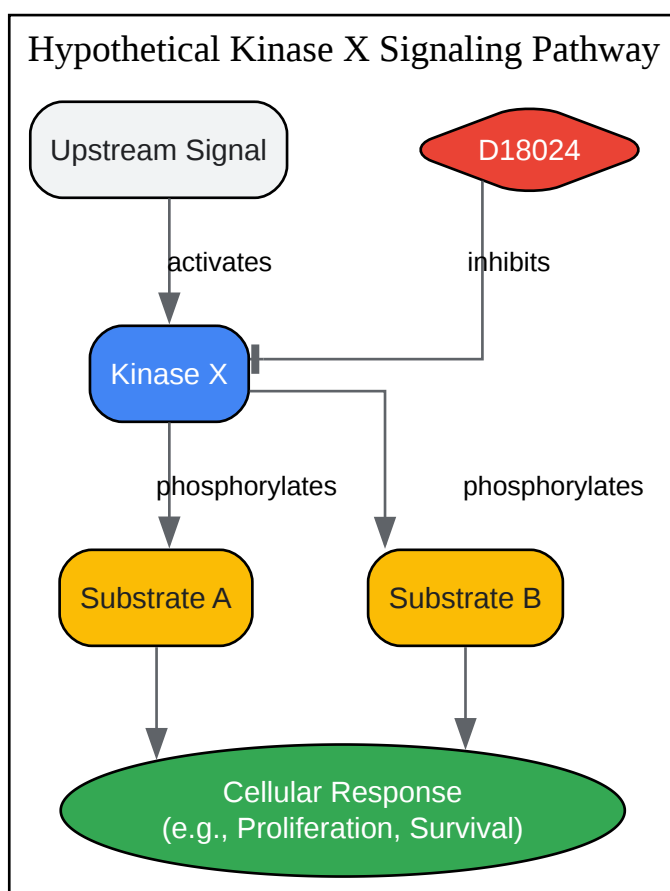 Hypothetical Kinase X Signaling Pathway
Upstream Signal
D18024
activates
inhibits
Kinase X
phosphorylates
phosphorylates
Substrate A
Substrate B
Cellular Response
(e.g., Proliferation, Survival)